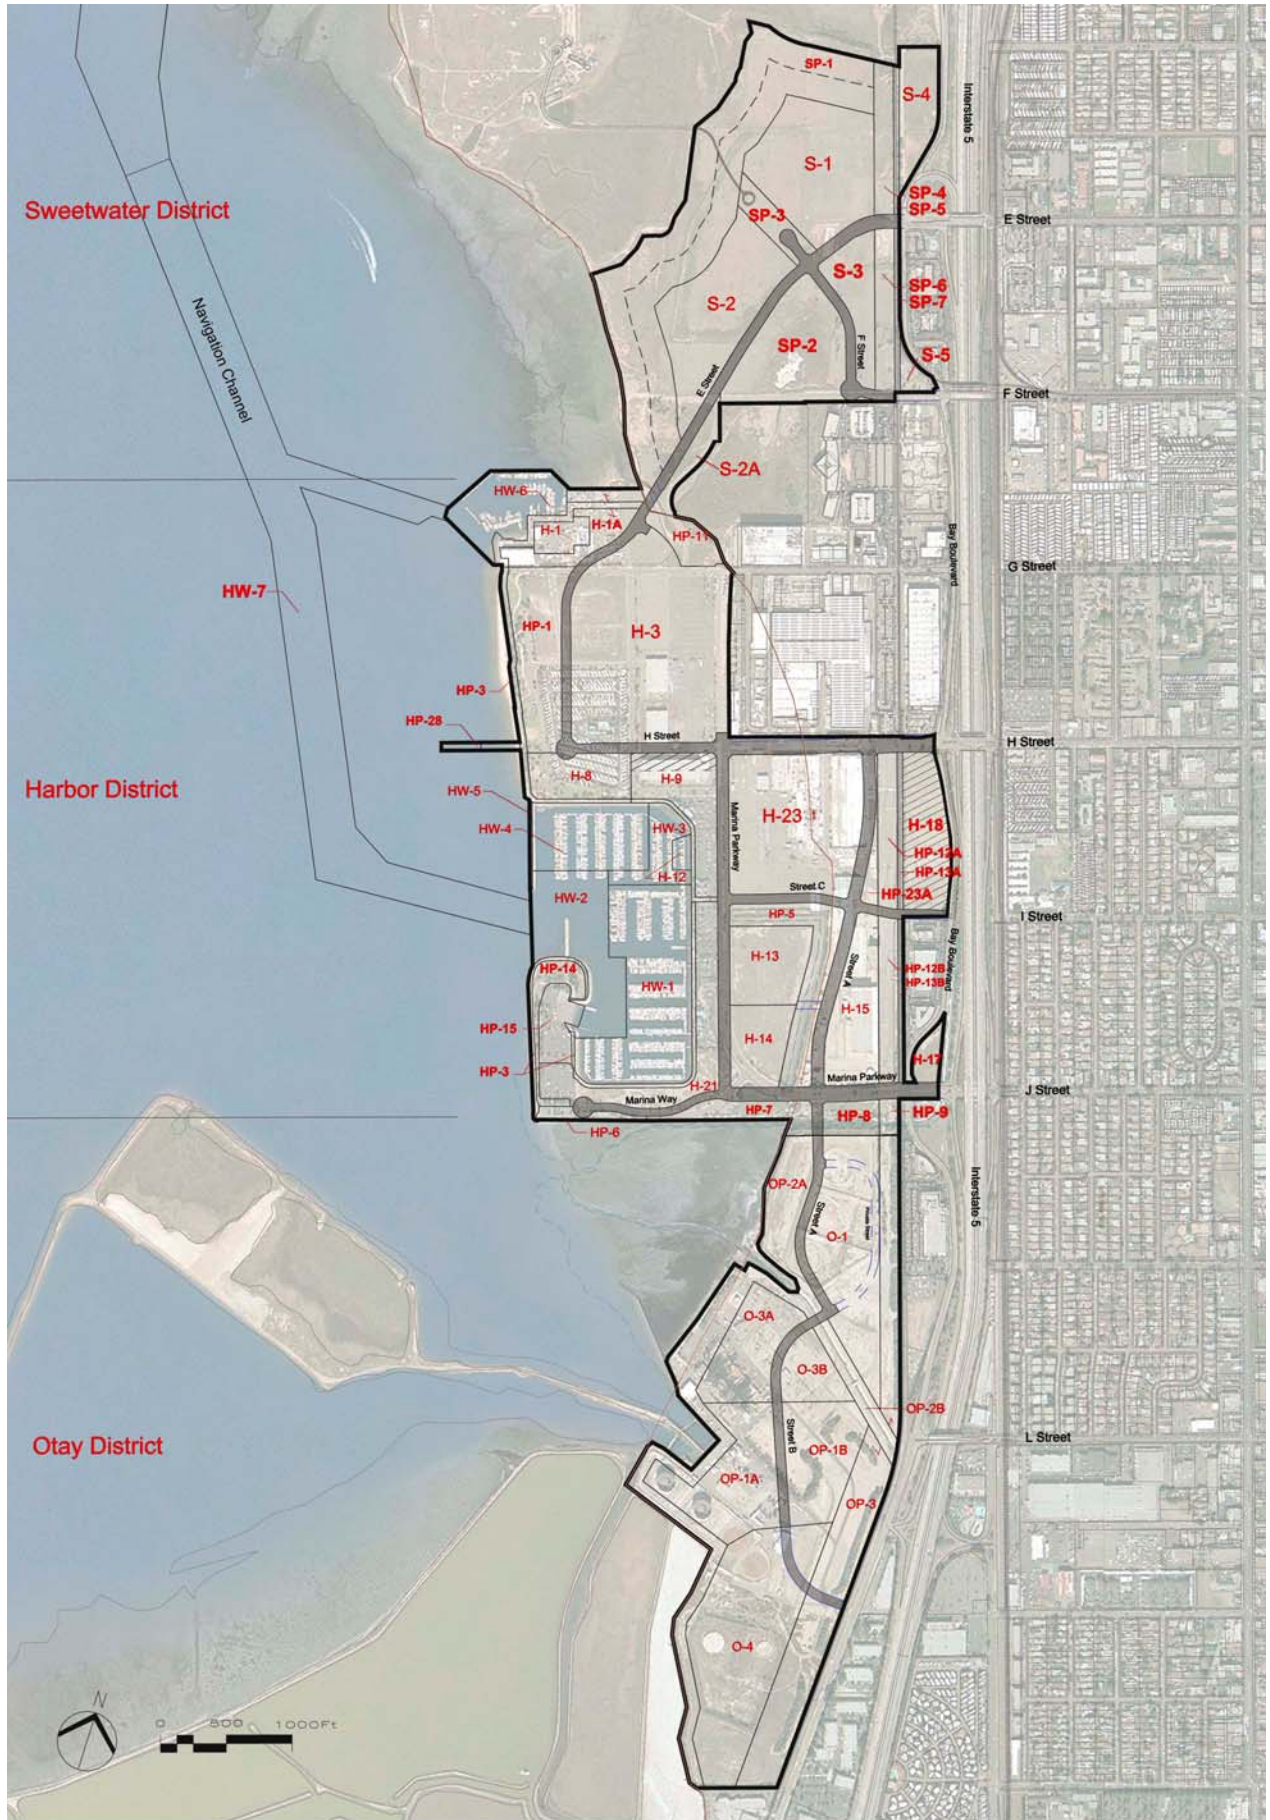 SP-1
S-4
Interstate 5
S-1
SP-4
SP-5
SP-3
Sweetwater District
E Street
S-3
SP-6
SP-7
S-2
Navigation Channel
SP-2
F Street
S-5
E Street
F Street
S-2A
HW-6
H-1
H-1A
HP-11
Bay Boulevard
G Street
HW-7
HP-1
H-3
HP-3
HP-28
H Street
H Street
H-8
H-9
Harbor District
HW-5
HW-4
HW-3
Marina Parkway
H-23
H-18
HP-12A
HP-13A
H-12
Street C
HP-23A
HW-2
HP-5
I Street
Bay Boulevard
H-13
HP-14
Street A
HP-12B
HP-13B
HW-1
H-15
HP-15
H-14
H-17
HP-3
H-21
Marina Parkway
J Street
Marina Way
HP-7
HP-8
HP-9
HP-6
OP-2A
Street A
Interstate 5
O-1
O-3A
O-3B
OP-2B
Street B
L Street
Otay District
OP-1B
OP-1A
OP-3
O-4
N
0 500 1000Ft